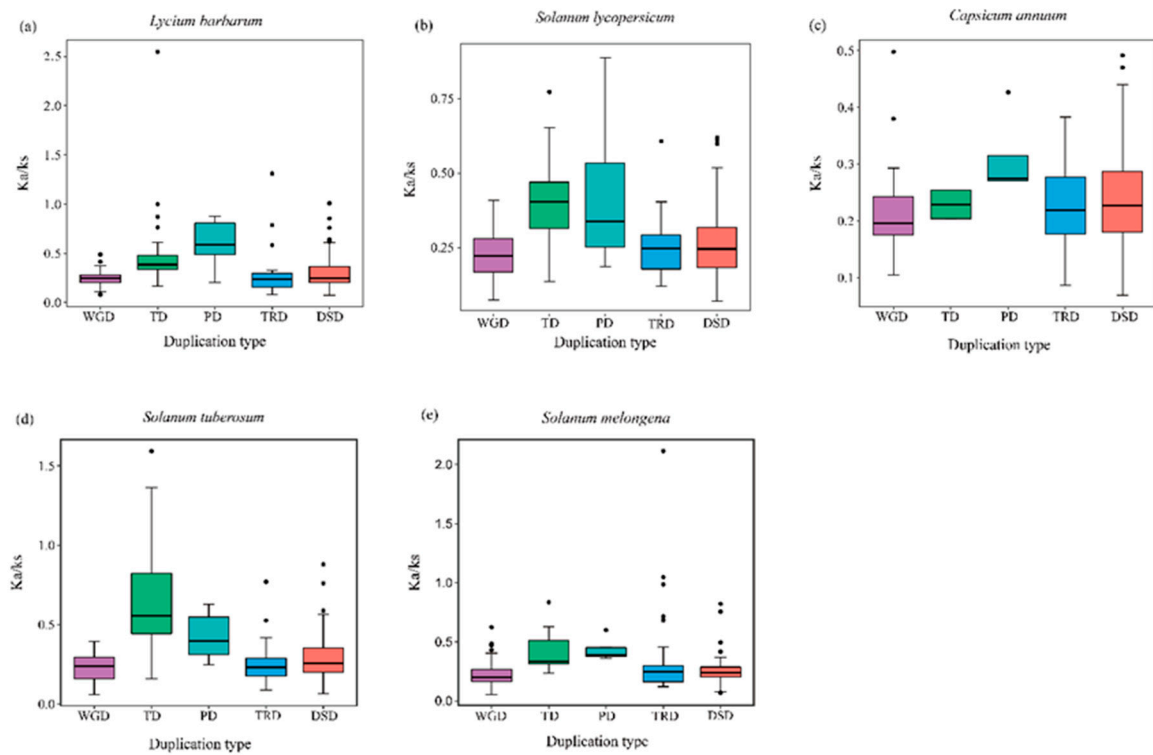 (a) Lycium barbarum
2.5
2.0
1.5
1.0
0.5
0.0
Ka/ks
WGD TD PD TRD DSD
Duplication type
(b) Solanum lycopersicum
0.75
0.50
0.25
Ka/ks
WGD TD PD TRD DSD
Duplication type
(c) Capsicum annuum
0.5
0.4
0.3
0.2
0.1
Ka/ks
WGD TD PD TRD DSD
Duplication type
(d) Solanum tuberosum
1.5
1.0
0.5
0.0
Ka/ks
WGD TD PD TRD DSD
Duplication type
(e) Solanum melongena
2.0
1.5
1.0
0.5
0.0
Ka/ks
WGD TD PD TRD DSD
Duplication type